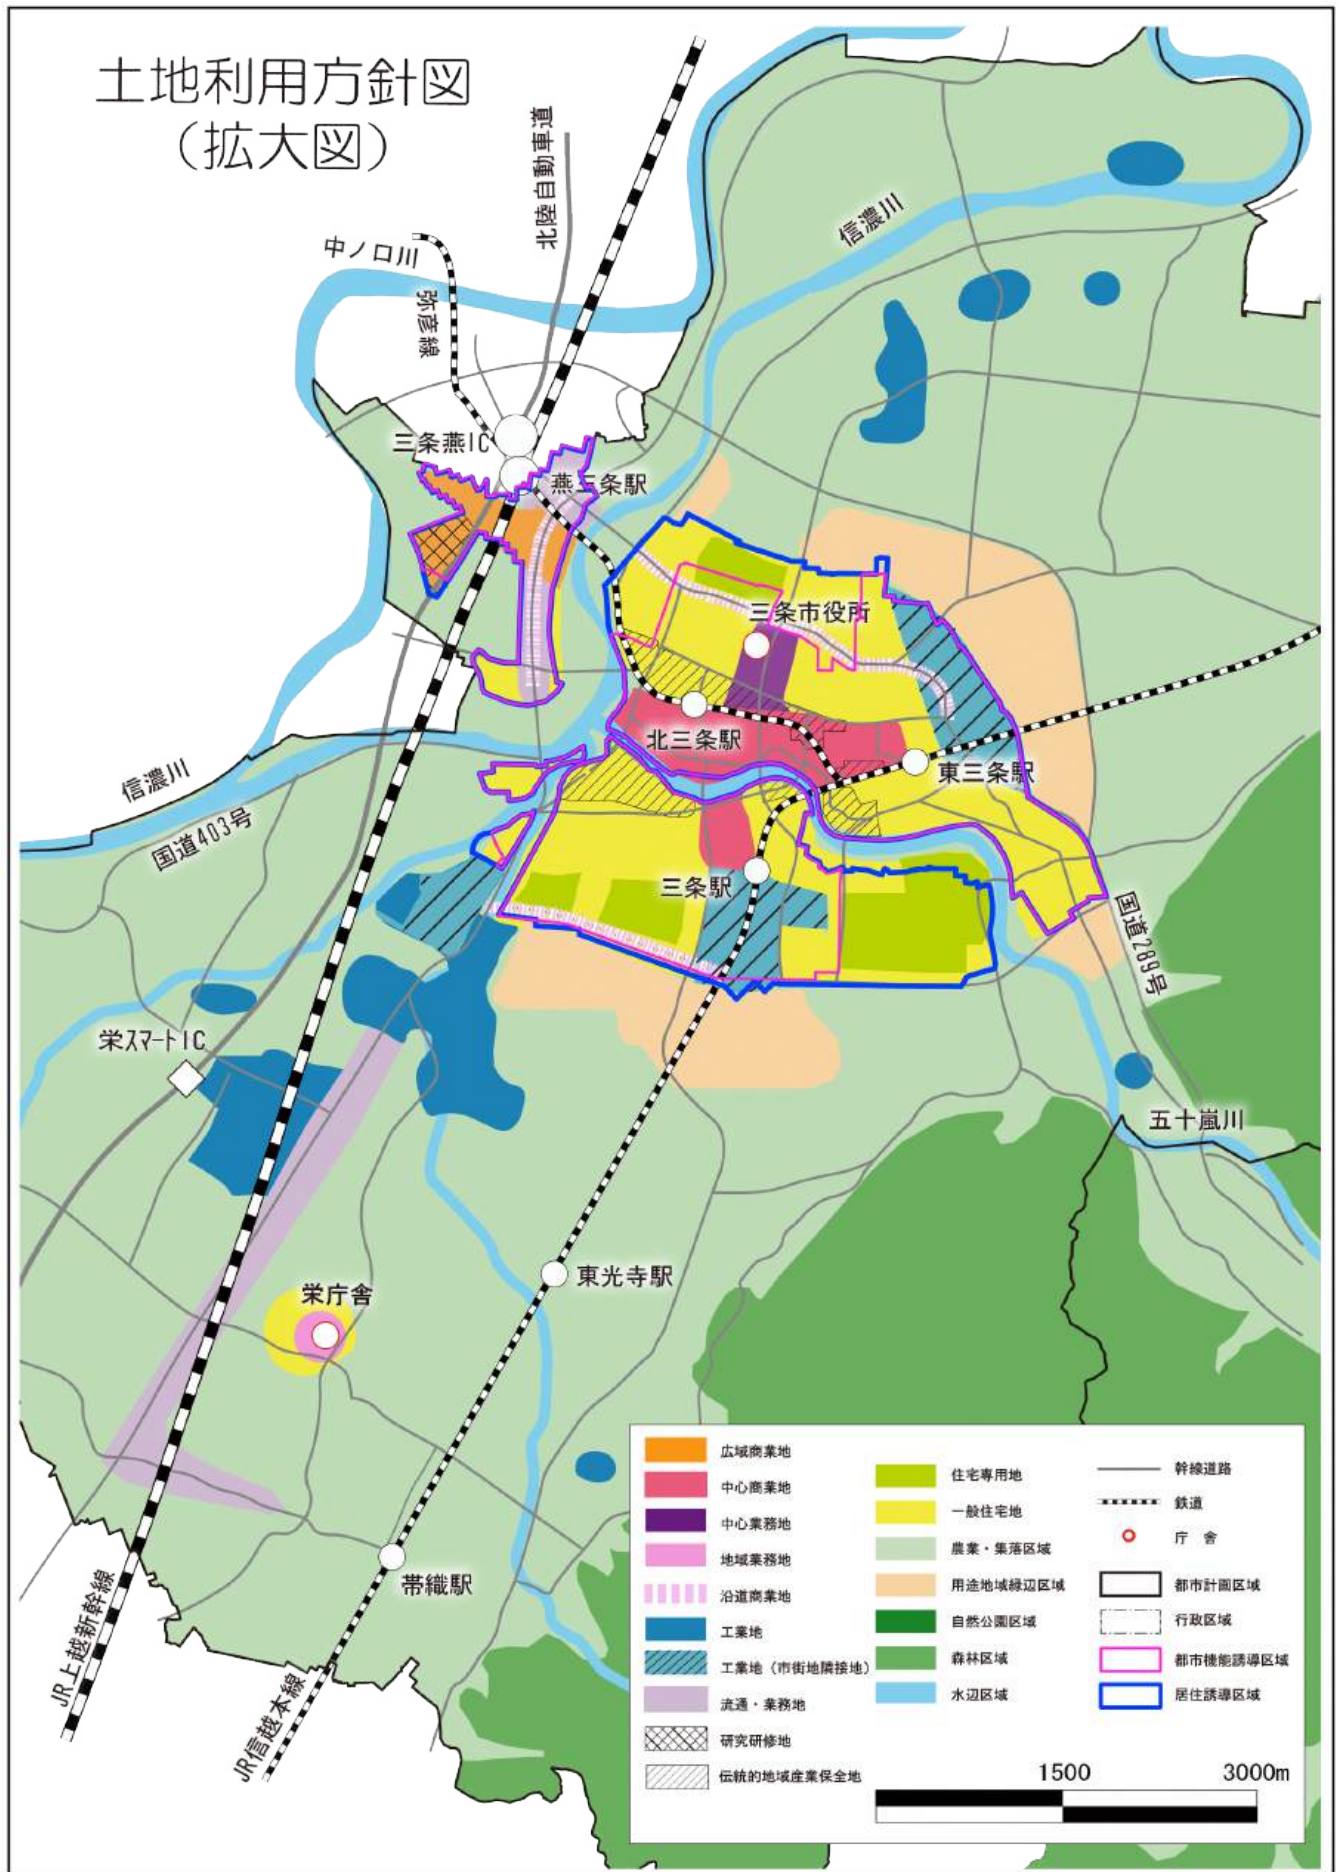 土地利用方針図
（拡大図）
北陸自動車道
中ノ口川
弥彦線
信濃川
三条燕IC
燕三条駅
三条市役所
北三条駅
東三条駅
信濃川
国道403号
三条駅
国道289号
栄スマートIC
五十嵐川
東光寺駅
栄庁舎
帯織駅
JR上越新幹線
JR信越本線
広域商業地
中心商業地
中心業務地
地域業務地
沿道商業地
工業地
工業地（市街地隣接地）
流通・業務地
研究研修地
伝統的地域産業保全地
住宅専用地
一般住宅地
農業・集落区域
用途地域縁辺区域
自然公園区域
森林区域
水辺区域
幹線道路
鉄道
庁 舎
都市計画区域
行政区域
都市機能誘導区域
居住誘導区域
1500 3000m